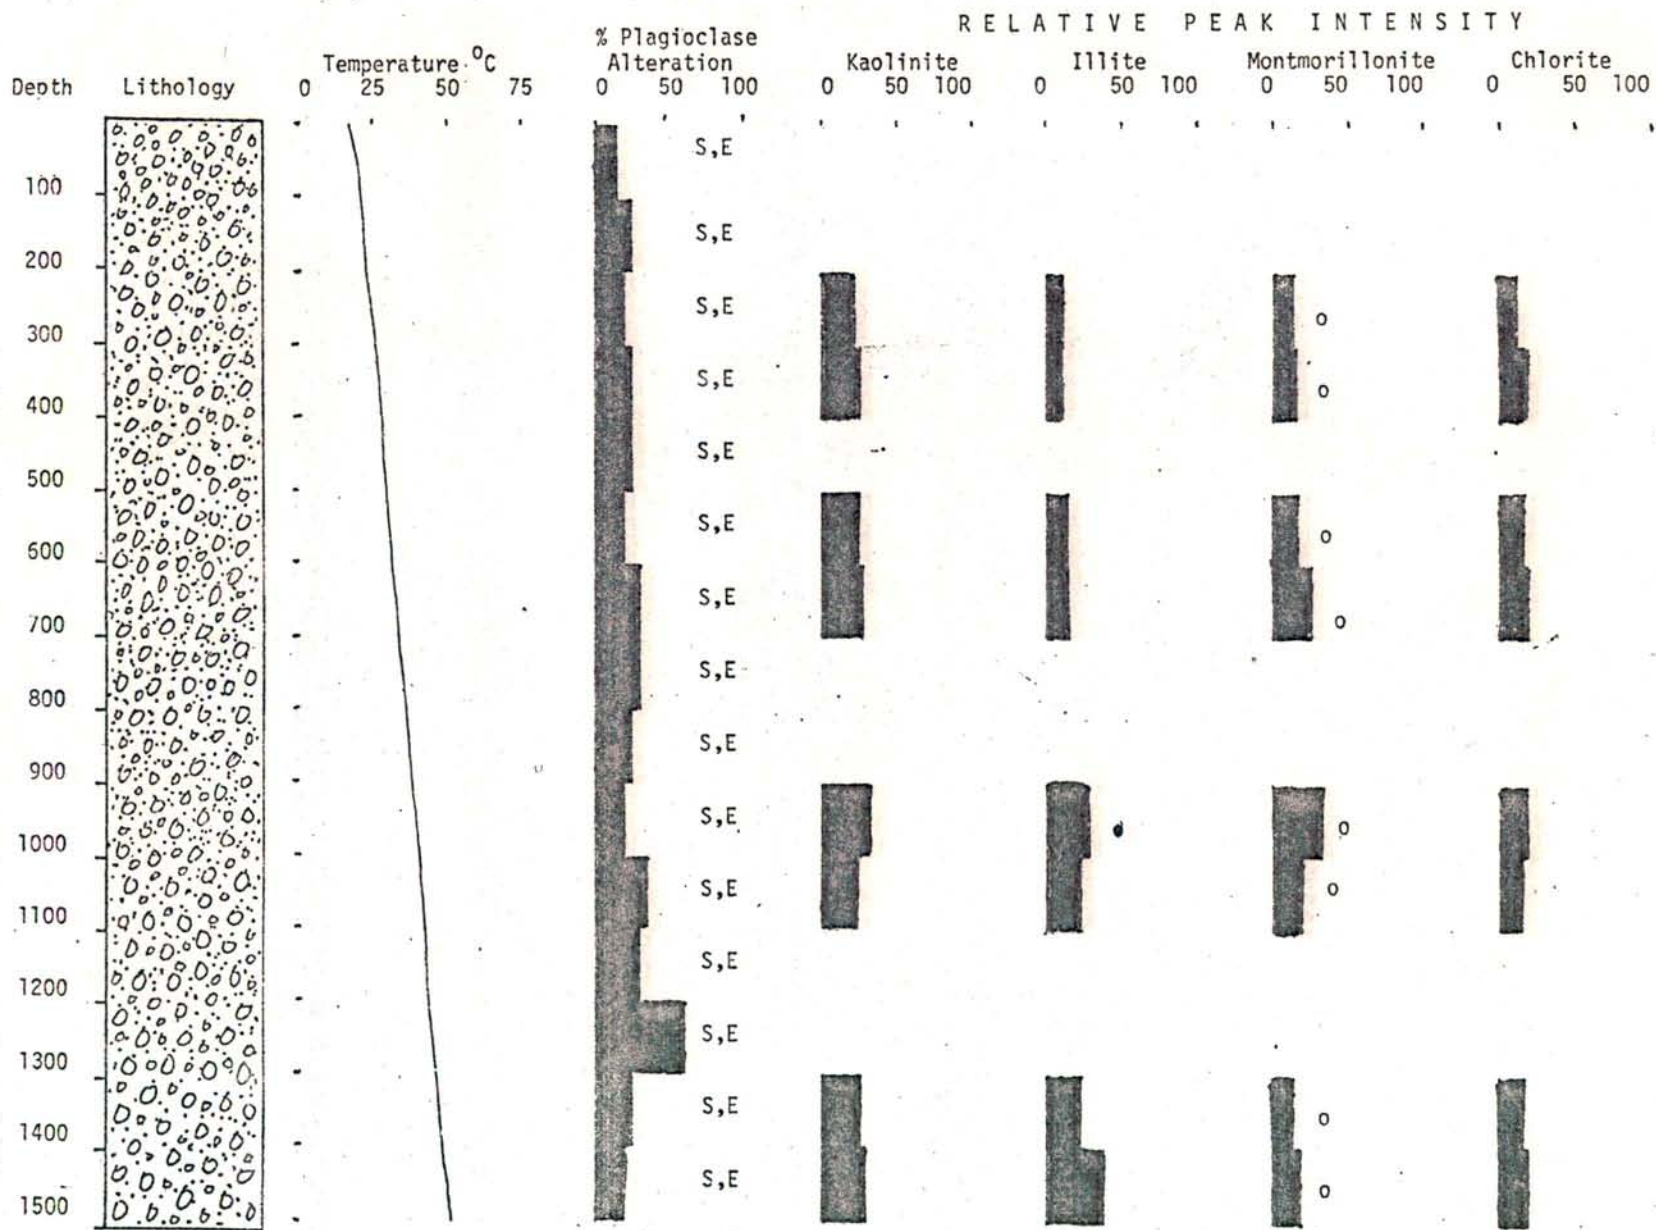 RELATIVE PEAK INTENSITY
% Plagioclase
Temperature °C Alteration Kaolinite Illite Montmorillonite Chlorite
Depth Lithology 0 25 50 75 0 50 100 0 50 100 0 50 100 0 50 100 0 50 100
S,E
100
S,E
200
S,E o
300
S,E o
400
S,E
500
S,E o
600
S,E o
700
S,E
800
S,E
900
S,E o
1000
S,E o
1100
S,E
1200
S,E
1300
S,E o
1400
S,E o
1500